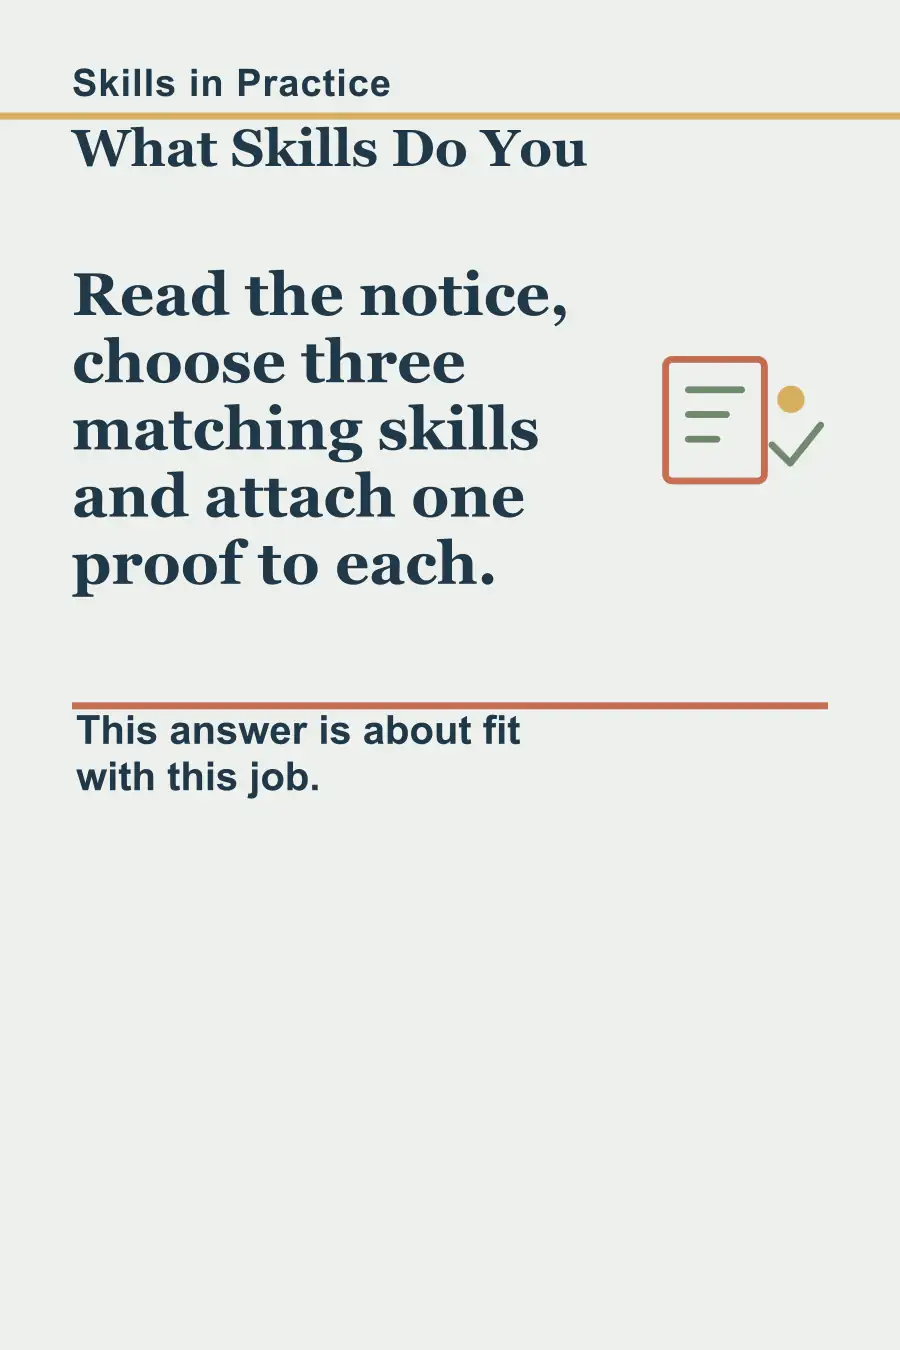 Skills in Practice
What Skills Do You
Read the notice,
choose three
matching skills
and attach one
proof to each.
This answer is about fit
with this job.